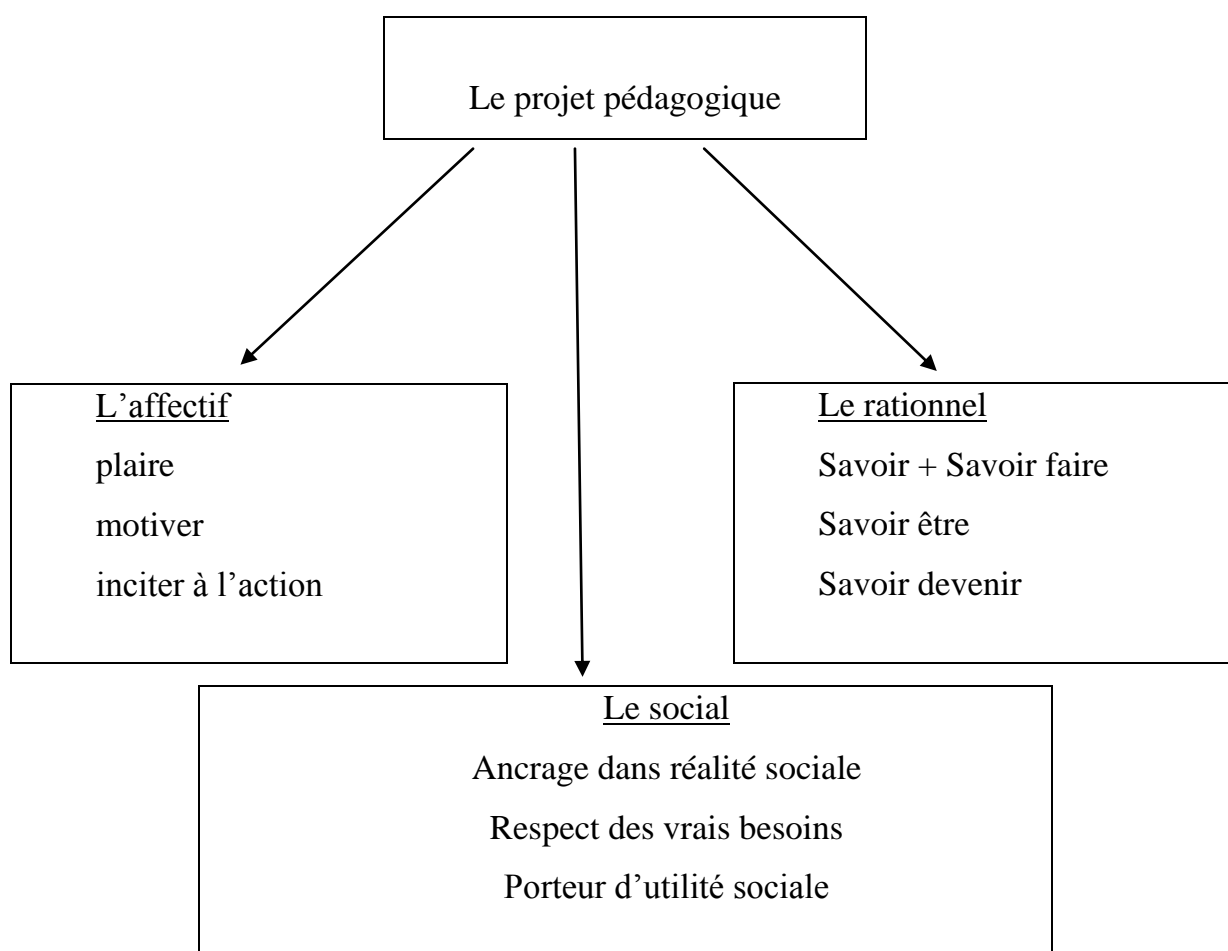 Le projet pédagogique
L’affectif
plaire
motiver
inciter à l’action
Le rationnel
Savoir + Savoir faire
Savoir être
Savoir devenir
Le social
Ancrage dans réalité sociale
Respect des vrais besoins
Porteur d’utilité sociale